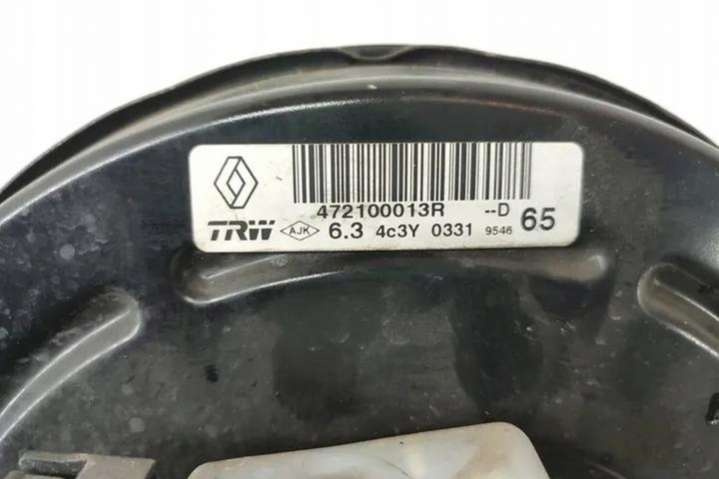 472100013R --D 65
TRW AJK 6.3 4c3Y 0331 9546